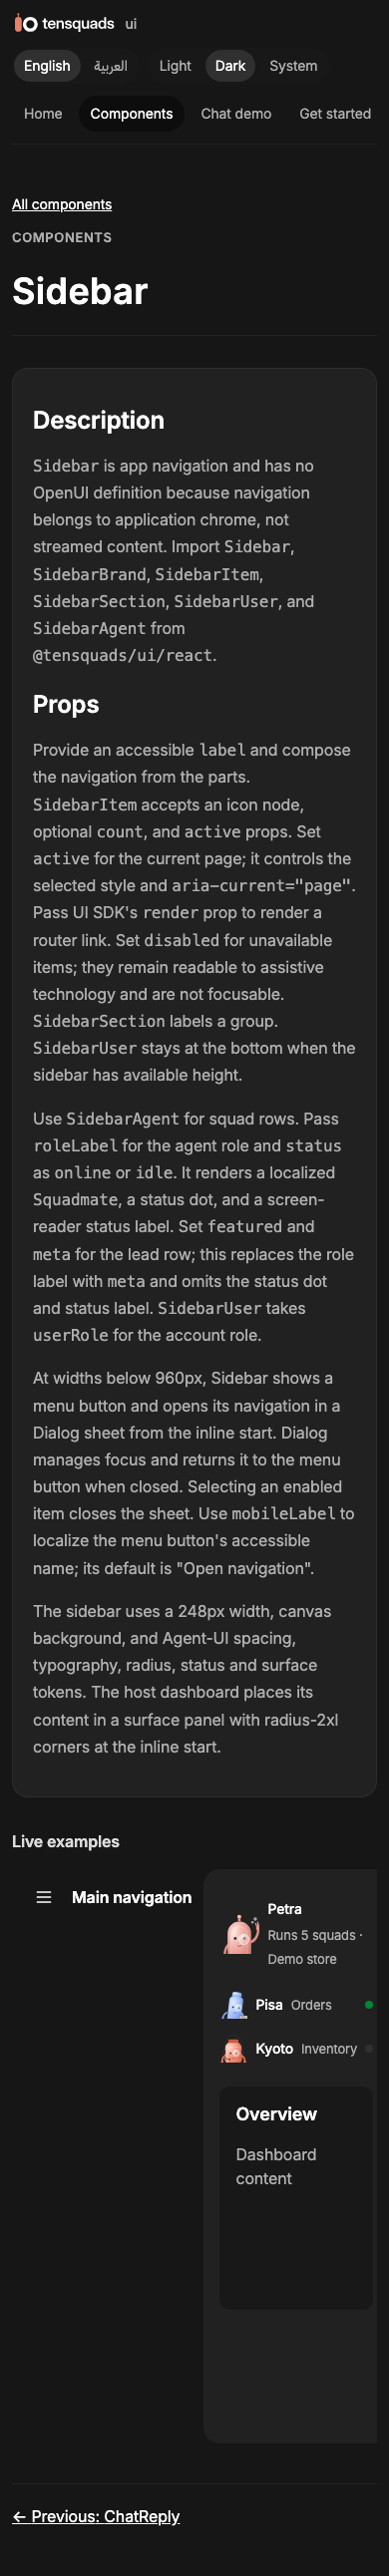 tensquads ui
English العربية Light Dark System
Home Components Chat demo Get started
All components
COMPONENTS
Sidebar
Description
Sidebar is app navigation and has no
OpenUI definition because navigation
belongs to application chrome, not
streamed content. Import Sidebar,
SidebarBrand, SidebarItem,
SidebarSection, SidebarUser, and
SidebarAgent from
@tensquads/ui/react.
Props
Provide an accessible label and compose
the navigation from the parts.
SidebarItem accepts an icon node,
optional count, and active props. Set
active for the current page; it controls the
selected style and aria-current="page".
Pass UI SDK's render prop to render a
router link. Set disabled for unavailable
items; they remain readable to assistive
technology and are not focusable.
SidebarSection labels a group.
SidebarUser stays at the bottom when the
sidebar has available height.
Use SidebarAgent for squad rows. Pass
roleLabel for the agent role and status
as online or idle. It renders a localized
Squadmate, a status dot, and a screen-
reader status label. Set featured and
meta for the lead row; this replaces the role
label with meta and omits the status dot
and status label. SidebarUser takes
userRole for the account role.
At widths below 960px, Sidebar shows a
menu button and opens its navigation in a
Dialog sheet from the inline start. Dialog
manages focus and returns it to the menu
button when closed. Selecting an enabled
item closes the sheet. Use mobileLabel to
localize the menu button's accessible
name; its default is "Open navigation".
The sidebar uses a 248px width, canvas
background, and Agent-UI spacing,
typography, radius, status and surface
tokens. The host dashboard places its
content in a surface panel with radius-2xl
corners at the inline start.
Live examples
Main navigation
Petra
Runs 5 squads ·
Demo store
Pisa Orders
Kyoto Inventory
Overview
Dashboard
content
← Previous: ChatReply